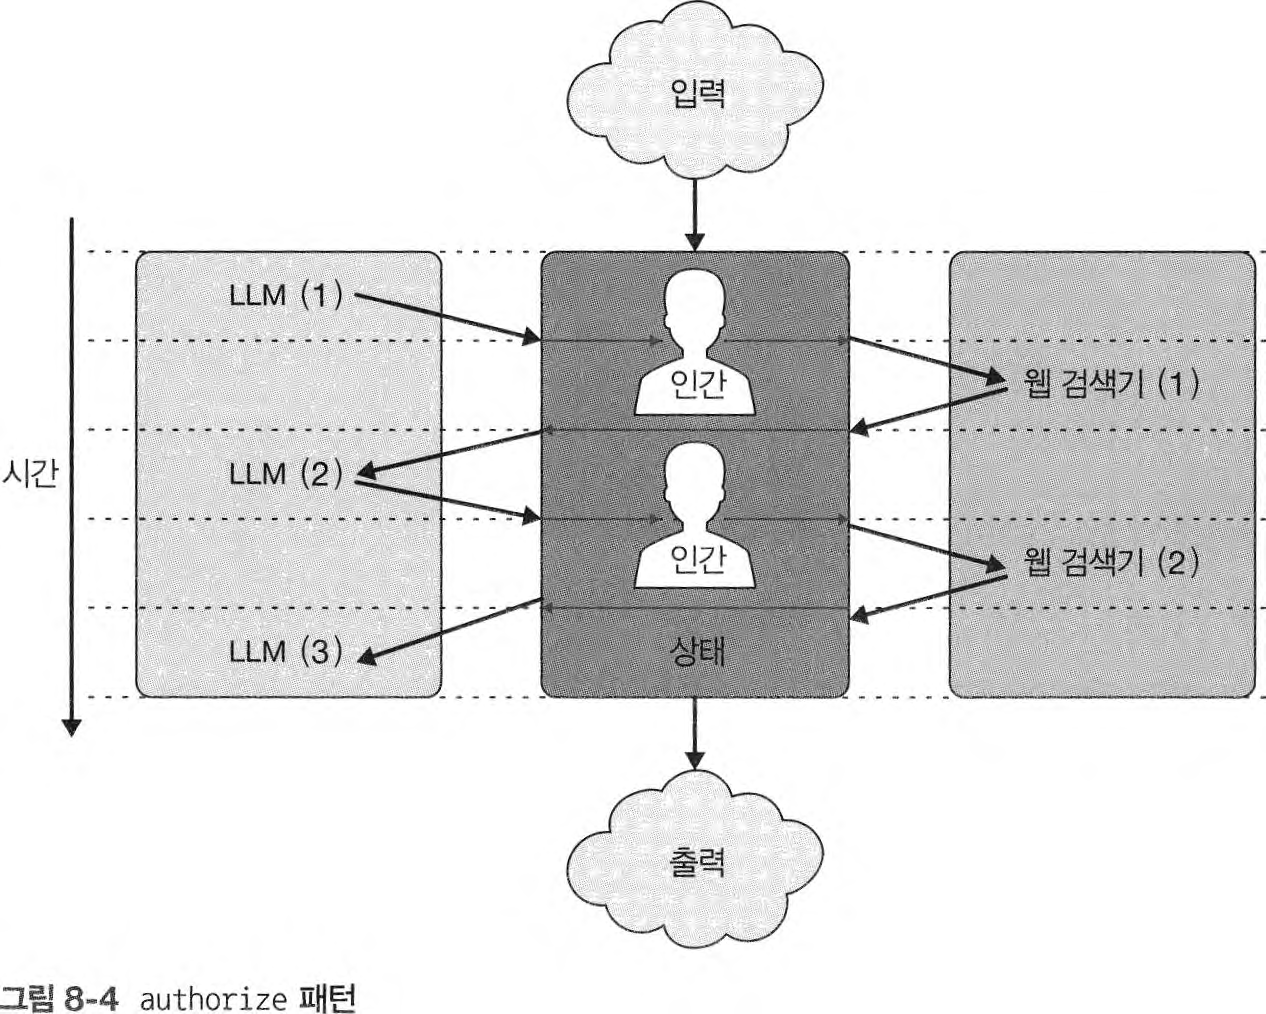 입력
LLM (1)
인간
웹 검색기 (1)
시간
LLM (2)
인간
웹 검색기 (2)
LLM (3)
상태
출력
그림 8-4 authorize 패턴